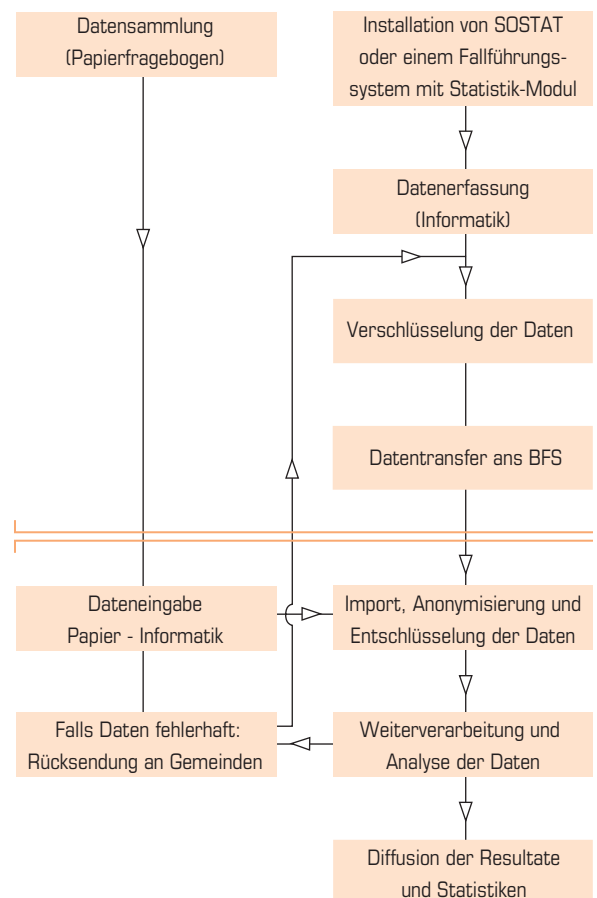 Datensammlung
(Papierfragebogen)
Installation von SOSTAT
oder einem Fallführungs-
system mit Statistik-Modul
Datenerfassung
(Informatik)
Verschlüsselung der Daten
Datentransfer ans BFS
Dateneingabe
Papier - Informatik
Import, Anonymisierung und
Entschlüsselung der Daten
Falls Daten fehlerhaft:
Rücksendung an Gemeinden
Weiterverarbeitung und
Analyse der Daten
Diffusion der Resultate
und Statistiken